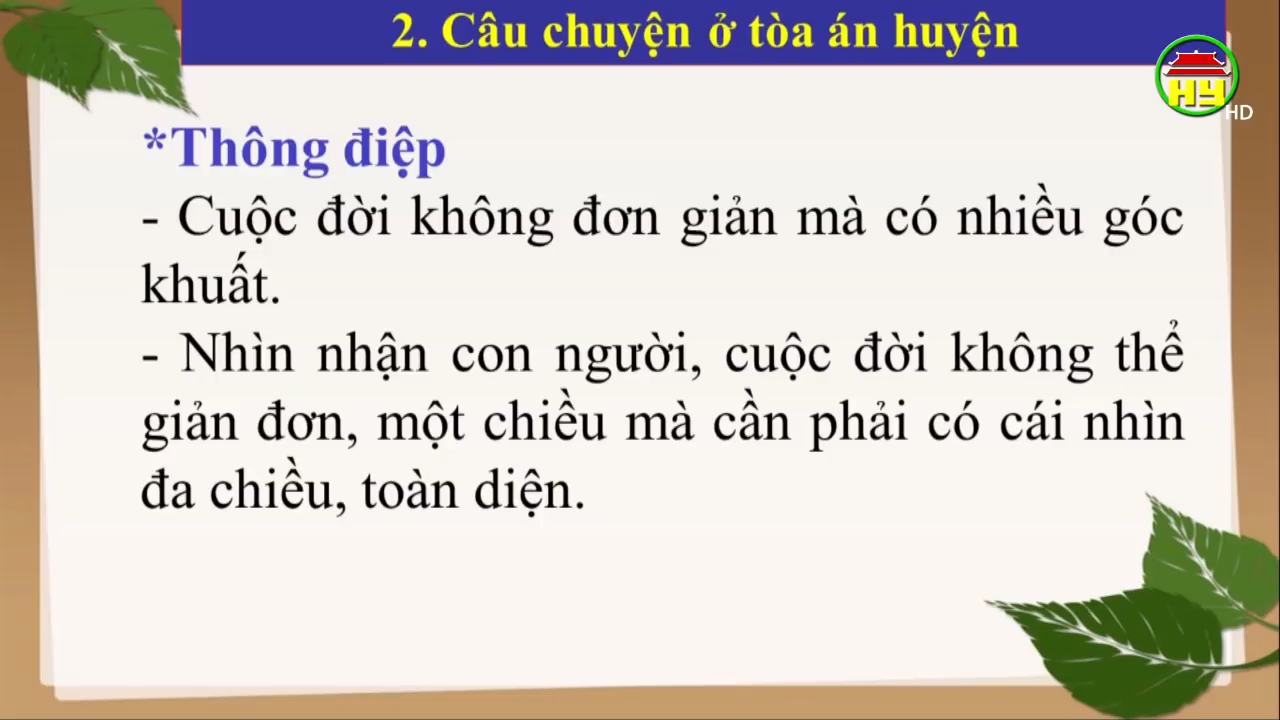 2. Câu chuyện ở tòa án huyện
HY
HD
*Thông điệp
- Cuộc đời không đơn giản mà có nhiều góc
khuất.
- Nhìn nhận con người, cuộc đời không thể
giản đơn, một chiều mà cần phải có cái nhìn
đa chiều, toàn diện.